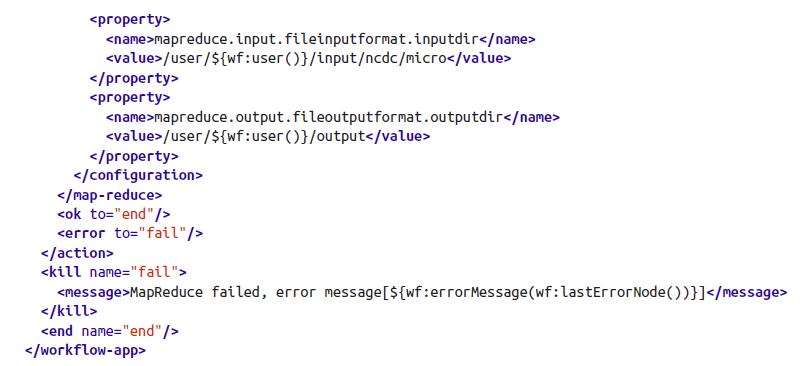 <property>
<name>mapreduce.input.fileinputformat.inputdir</name>
<value>/user/${wf:user()}/input/ncdc/micro</value>
</property>
<property>
<name>mapreduce.output.fileoutputformat.outputdir</name>
<value>/user/${wf:user()}/output</value>
</property>
</configuration>
</map-reduce>
<ok to="end"/>
<error to="fail"/>
</action>
<kill name="fail">
<message>MapReduce failed, error message[${wf:errorMessage(wf:lastErrorNode())}]</message>
</kill>
<end name="end"/>
</workflow-app>